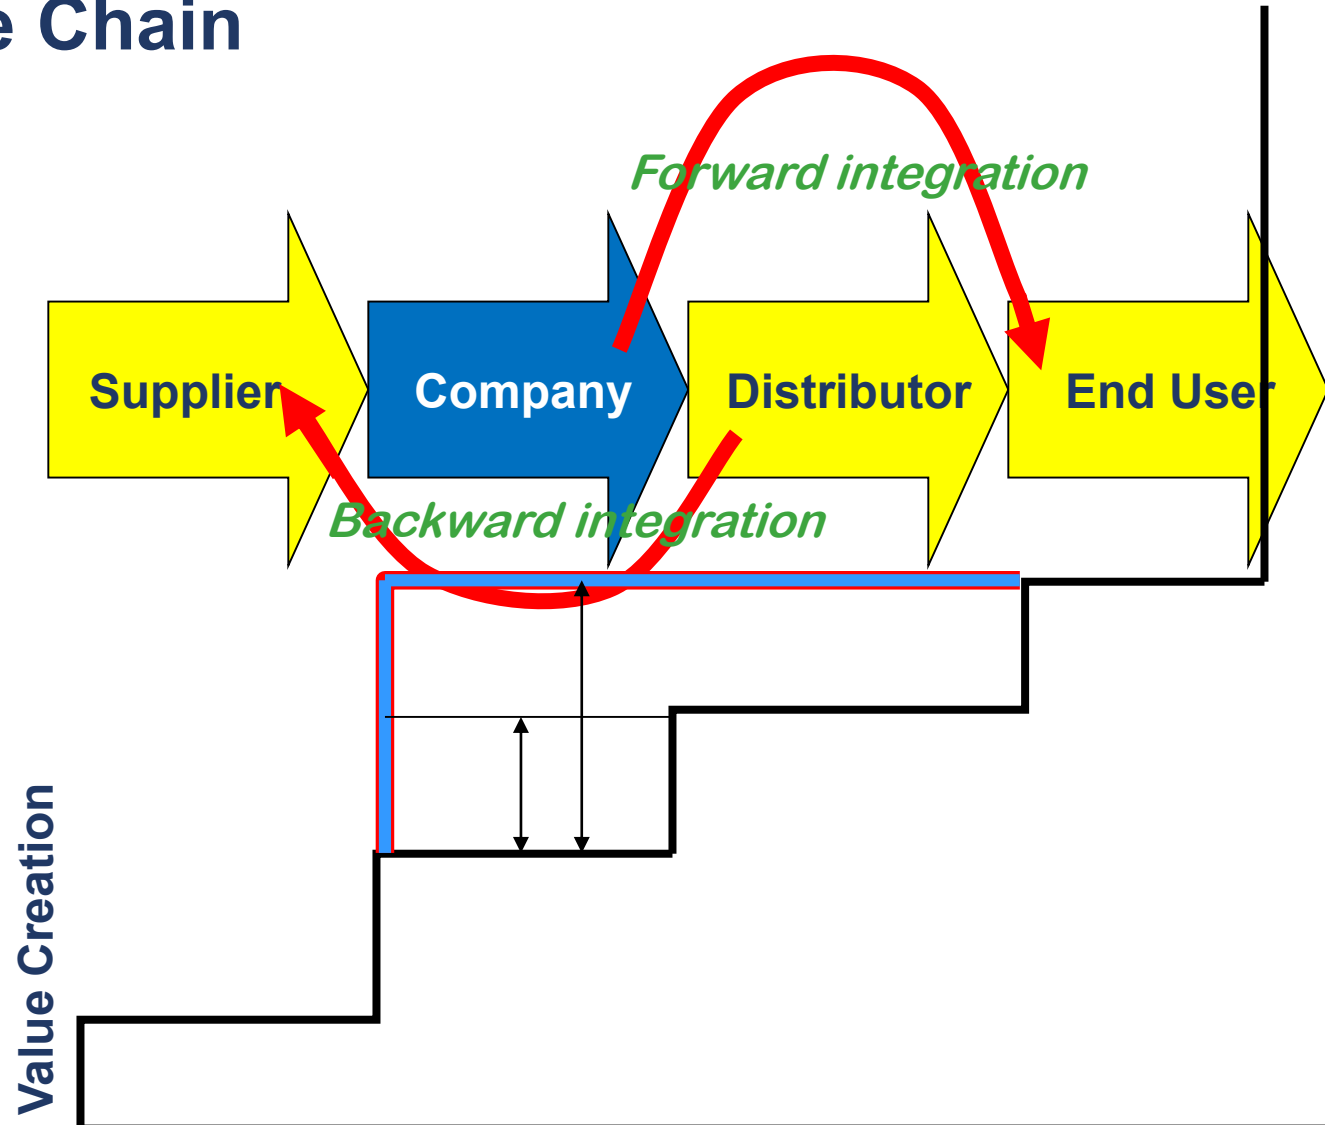 e Chain
Forward integration
Supplier
Company
Distributor
End User
Backward integration
Value Creation